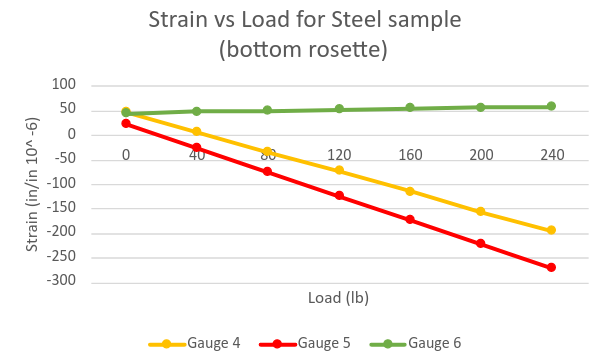 Strain vs Load for Steel sample
(bottom rosette)
100
50
0
-50
-100
-150
-200
-250
-300
0 40 80 120 160 200 240
Strain (in/in 10^ -6)
Load (lb)
Gauge 4 Gauge 5 Gauge 6